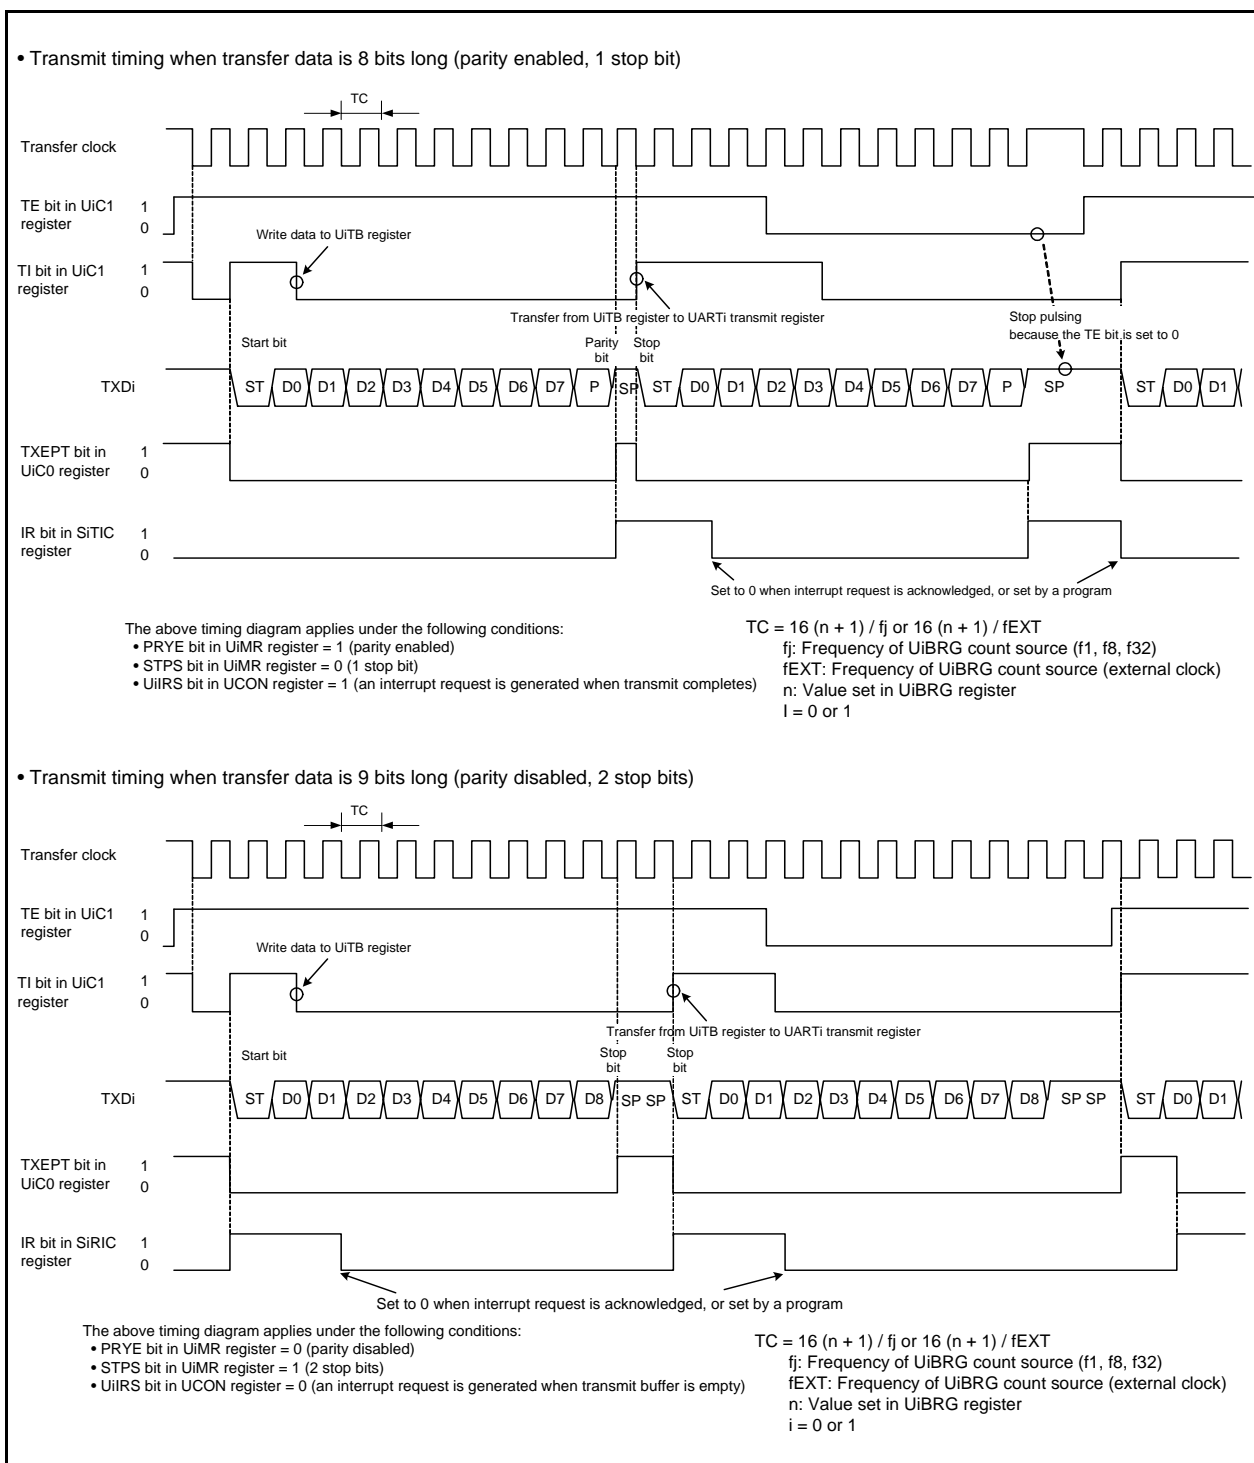 • Transmit timing when transfer data is 8 bits long (parity enabled, 1 stop bit)
TC
Transfer clock
TE bit in UiC1
register
1
0
Write data to UiTB register
TI bit in UiC1
register
1
0
Transfer from UiTB register to UARTi transmit register
Stop pulsing
because the TE bit is set to 0
Start bit
Parity
bit
Stop
bit
TXDi
ST D0 D1 D2 D3 D4 D5 D6 D7 P SP ST D0 D1 D2 D3 D4 D5 D6 D7 P SP ST D0 D1
TXEPT bit in
UiC0 register
1
0
IR bit in SiTIC
register
1
0
Set to 0 when interrupt request is acknowledged, or set by a program
The above timing diagram applies under the following conditions:
• PRYE bit in UiMR register = 1 (parity enabled)
• STPS bit in UiMR register = 0 (1 stop bit)
• UiIRS bit in UCON register = 1 (an interrupt request is generated when transmit completes)
TC = 16 (n + 1) / fj or 16 (n + 1) / fEXT
fj: Frequency of UiBRG count source (f1, f8, f32)
fEXT: Frequency of UiBRG count source (external clock)
n: Value set in UiBRG register
I = 0 or 1
• Transmit timing when transfer data is 9 bits long (parity disabled, 2 stop bits)
TC
Transfer clock
TE bit in UiC1
register
1
0
Write data to UiTB register
TI bit in UiC1
register
1
0
Transfer from UiTB register to UARTi transmit register
Start bit
Stop
bit
Stop
bit
TXDi
ST D0 D1 D2 D3 D4 D5 D6 D7 D8 SP SP ST D0 D1 D2 D3 D4 D5 D6 D7 D8 SP SP ST D0 D1
TXEPT bit in
UiC0 register
1
0
IR bit in SiRIC
register
1
0
Set to 0 when interrupt request is acknowledged, or set by a program
The above timing diagram applies under the following conditions:
• PRYE bit in UiMR register = 0 (parity disabled)
• STPS bit in UiMR register = 1 (2 stop bits)
• UiIRS bit in UCON register = 0 (an interrupt request is generated when transmit buffer is empty)
TC = 16 (n + 1) / fj or 16 (n + 1) / fEXT
fj: Frequency of UiBRG count source (f1, f8, f32)
fEXT: Frequency of UiBRG count source (external clock)
n: Value set in UiBRG register
i = 0 or 1